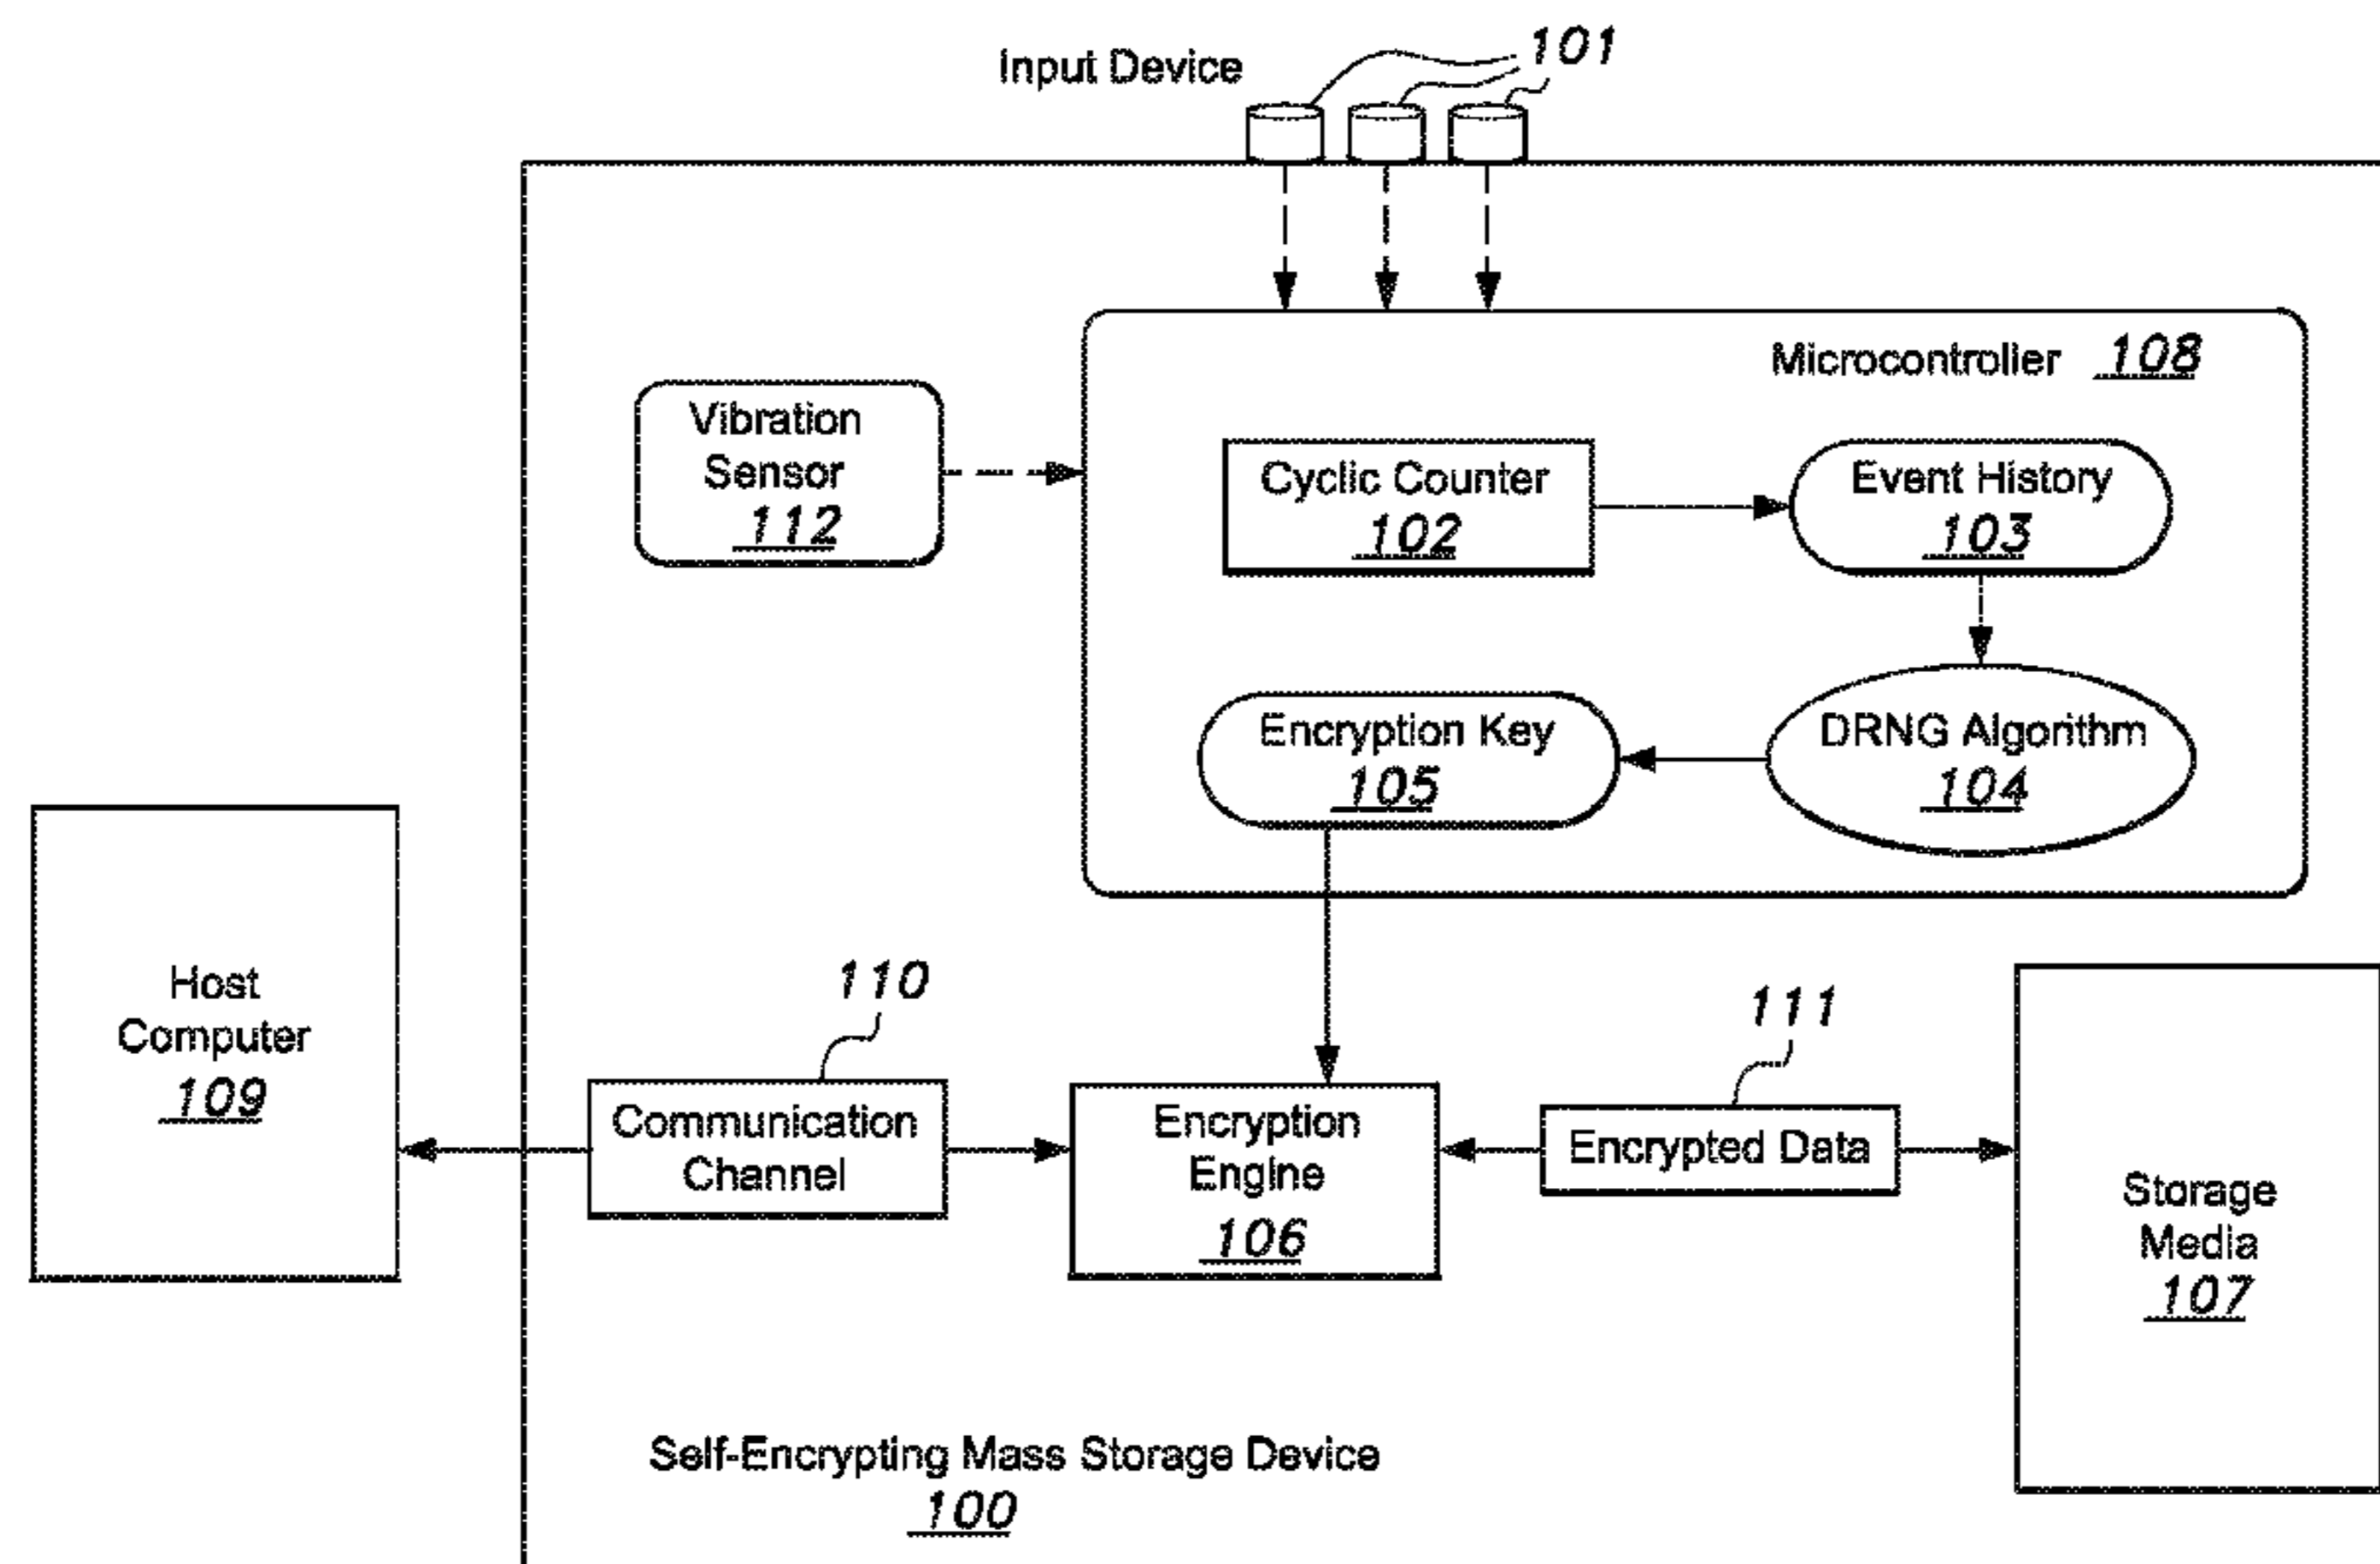 Input Device
101
Microcontroller 108
Vibration
Sensor
112
Cyclic Counter
102
Event History
103
Encryption Key
105
DRNG Algorithm
104
Host
Computer
109
110
Communication
Channel
Encryption
Engine
106
111
Encrypted Data
Storage
Media
107
Self-Encrypting Mass Storage Device
100